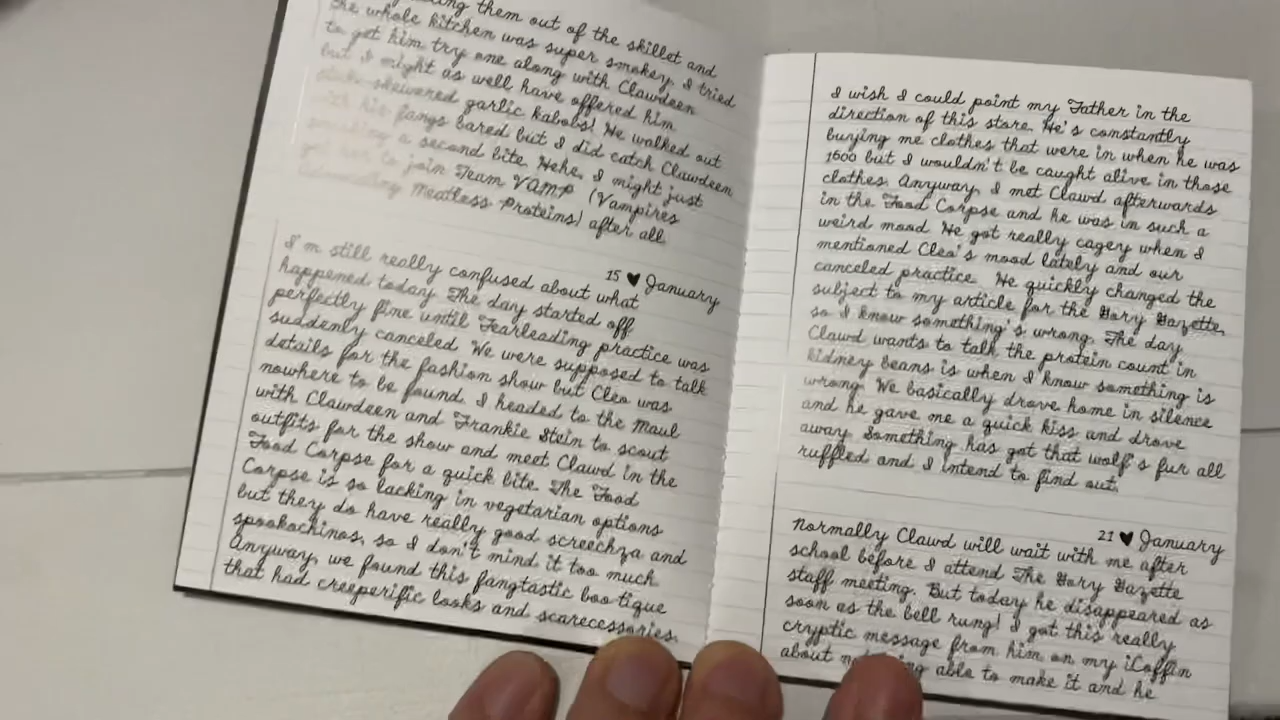 them out of the skillet and
the whole kitchen was super smokey. I tried
to get him try one along with Clawdeen
but I might as well have offered him
stake skewered garlic kabobs! He walked out
with his fangs bared but I did catch Clawdeen
sneaking a second bite. Hehe, I might just
get her to join Team VAMP (Vampires
Meatless Proteins) after all.
15 ♥ January
I'm still really confused about what
happened today. The day started off
perfectly fine until Fearleading practice was
suddenly canceled. We were supposed to talk
details for the fashion show but Cleo was
nowhere to be found. I headed to the Maul
with Clawdeen and Frankie Stein to scout
outfits for the show and meet Clawd in the
Food Corpse for a quick bite. The Food
Corpse is so lacking in vegetarian options
but they do have really good screechza and
spookachinos, so I don't mind it too much.
Anyway, we found this fangtastic boo-tique
that had creeperific looks and scarecessories.
I wish I could point my Father in the
direction of this store. He's constantly
buying me clothes that were in when he was
1600 but I wouldn't be caught alive in those
clothes. Anyway, I met Clawd afterwards
in the Food Corpse and he was in such a
weird mood. He got really cagey when I
mentioned Cleo's mood lately and our
canceled practice. He quickly changed the
subject to my article for the Gory Gazette,
so I know something's wrong. The day
Clawd wants to talk the protein count in
kidney beans is when I know something is
wrong. We basically drove home in silence
and he gave me a quick kiss and drove
away. Something has got that wolf's fur all
ruffled and I intend to find out.
21 ♥ January
Normally Clawd will wait with me after
school before I attend The Gory Gazette
staff meeting. But today he disappeared as
soon as the bell rung! I got this really
cryptic message from him on my iCoffin
about able to make it and he